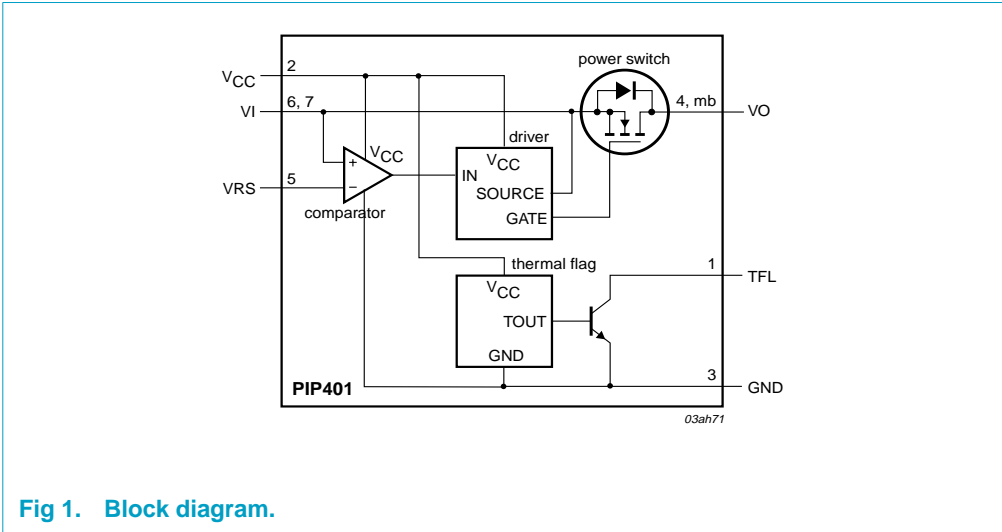 power switch
VCC
2
VI
6, 7
4, mb
VO
driver
VCC
+
VCC
IN
VRS
5
−
SOURCE
comparator
GATE
thermal flag
1
TFL
VCC
TOUT
GND
3
GND
PIP401
03ah71
Fig 1. Block diagram.